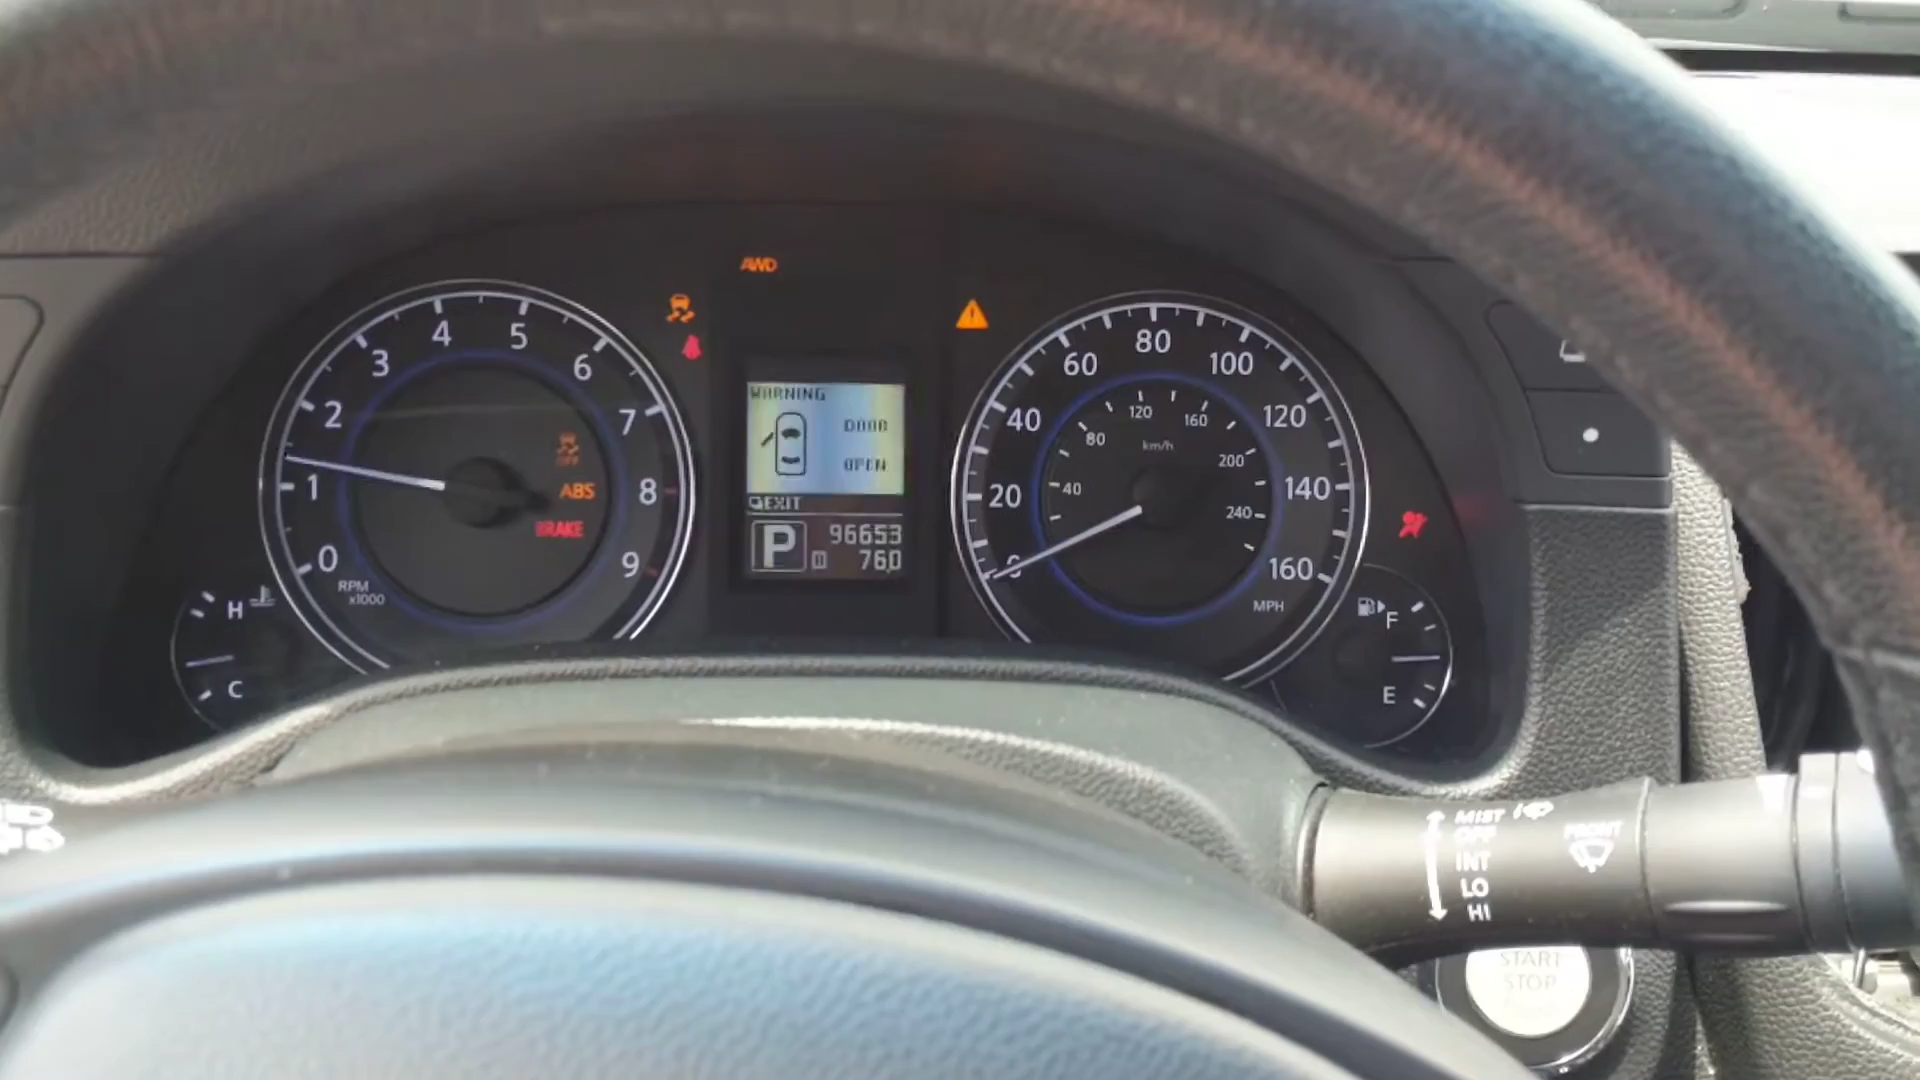 AWD
4
5
3
6
2
7
1
8
0
9
RPM
x1000
OFF
ABS
BRAKE
H
C
WARNING
DOOR
OPEN
EXIT
P
96653
760
80
60
100
40
120
20
140
0
160
MPH
120
160
80
km/h
200
40
240
F
E
MIST
OFF
INT
LO
HI
FRONT
START
STOP